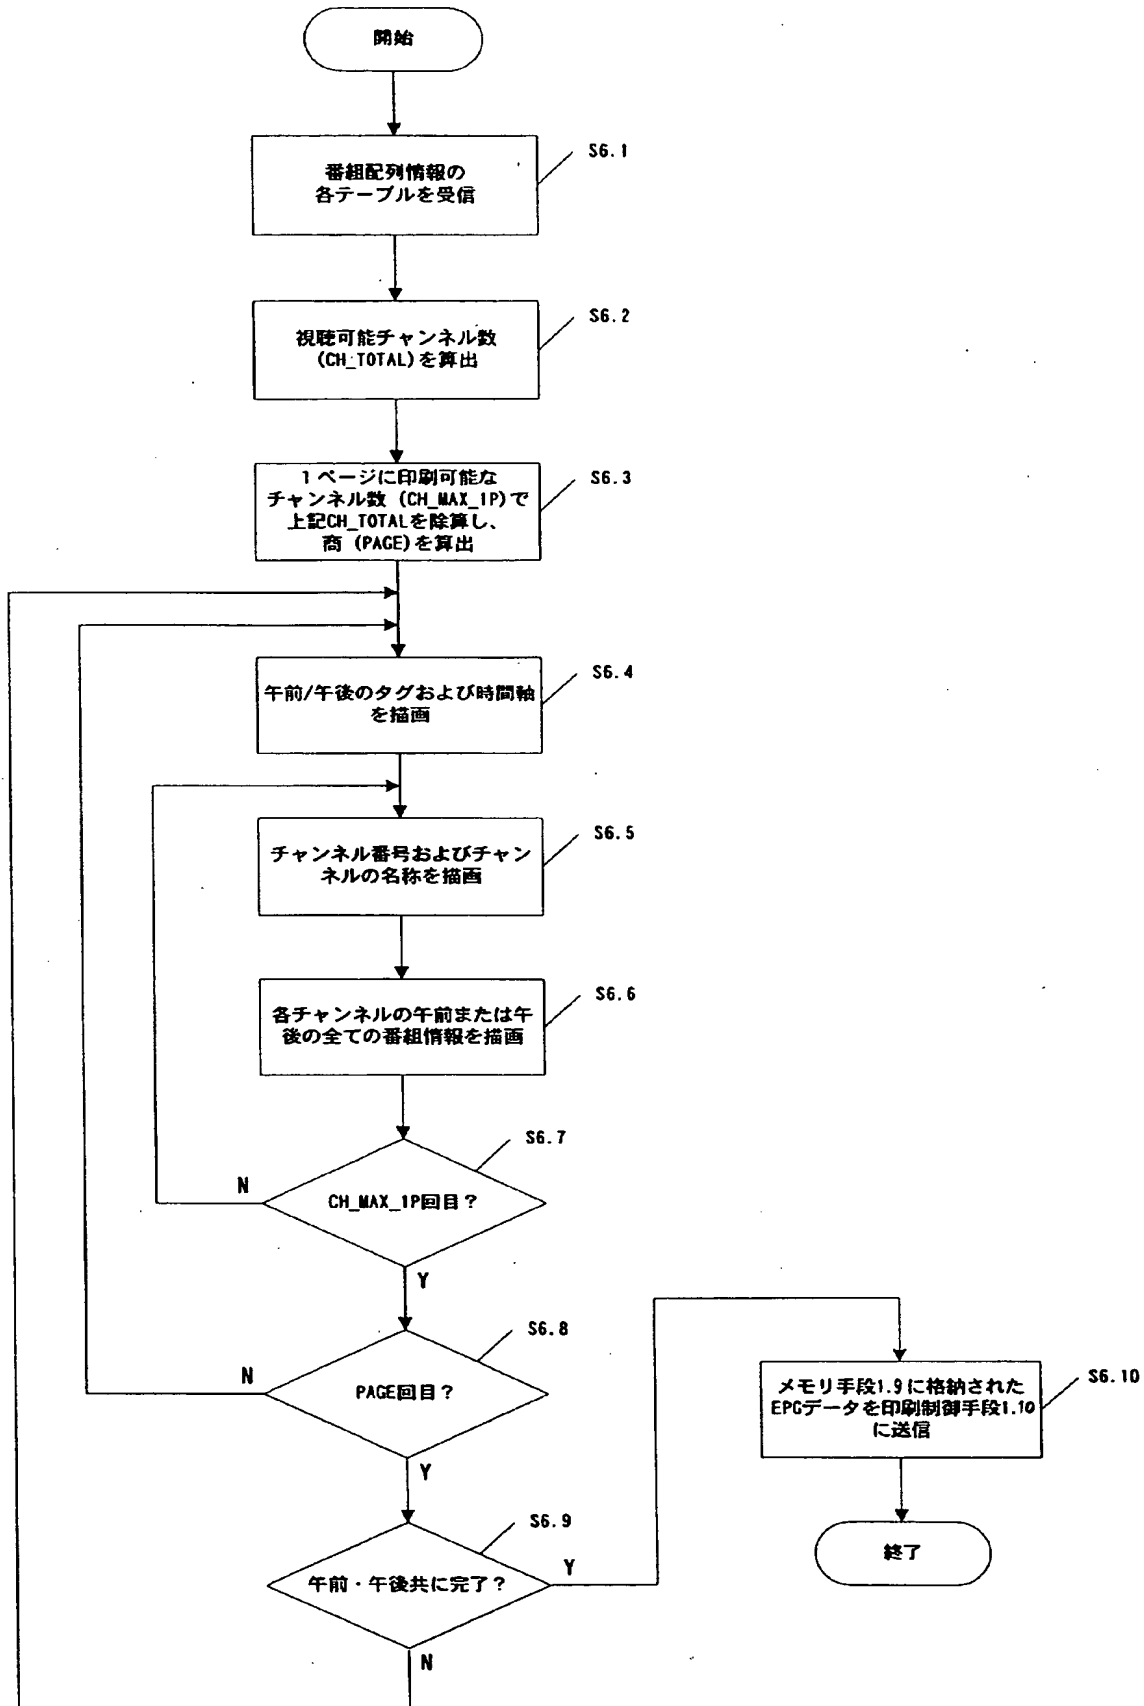 開始
番組配列情報の
各テーブルを受信
S6.1
視聴可能チャンネル数
(CH_TOTAL)を算出
S6.2
1ページに印刷可能な
チャンネル数 (CH_MAX_1P)で
上記CH_TOTALを除算し、
商 (PAGE)を算出
S6.3
午前/午後のタグおよび時間軸
を描画
S6.4
チャンネル番号およびチャン
ネルの名称を描画
S6.5
各チャンネルの午前または午
後の全ての番組情報を描画
S6.6
CH_MAX_1P回目？
S6.7
N
Y
PAGE回目？
S6.8
N
Y
午前・午後共に完了？
S6.9
Y
N
メモリ手段1.9に格納された
EPGデータを印刷制御手段1.10
に送信
S6.10
終了